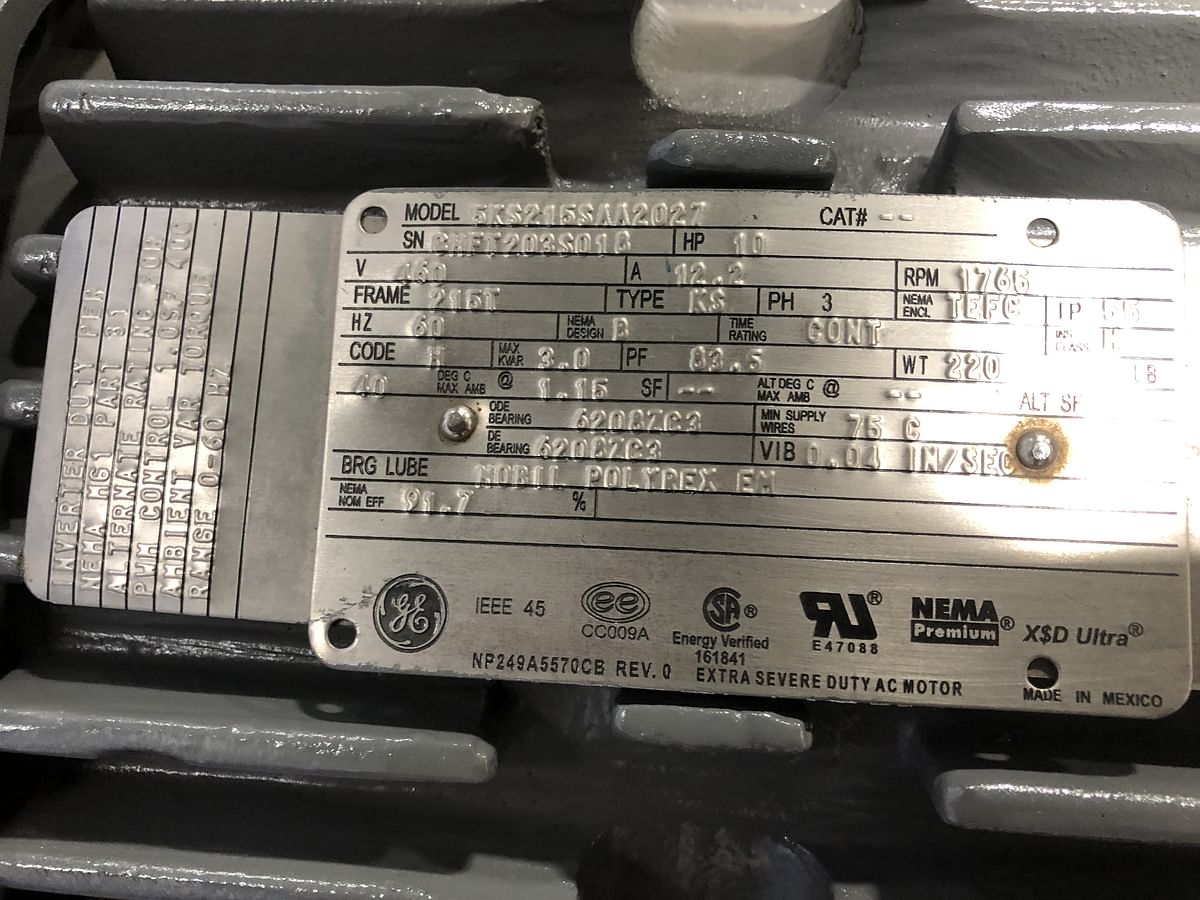 MODEL 5KS215SAA2027 CAT# --
SN HP 10
V 460 A 12.2 RPM 1766
FRAME 215T TYPE KS PH 3 NEMA ENCL TEFC IP 55
HZ 60 NEMA DESIGN B TIME RATING CONT INS CLASS F
CODE H MAX KVAR 3.0 PF 83.5 WT 220 LB
40 DEG C MAX AMB @ 1.15 SF -- ALT DEG C MAX AMB @ -- ALT SF
ODE BEARING 6208ZC3 MIN SUPPLY WIRES 75 C
DE BEARING 6208ZC3 VIB 0.04 IN/SEC
BRG LUBE MOBIL POLYREX EM
NEMA NOM EFF 91.7 %
GE IEEE 45 ee CC009A SA® Energy Verified 161841 RU® E47088 NEMA Premium® X$D Ultra®
NP249A5570CB REV. 0 EXTRA SEVERE DUTY AC MOTOR MADE IN MEXICO
INVERTER DUTY PER
NEMA MG1 PART 31
ALTERNATE RATING FOR
PWM CONTROL 1.0SF 40C
AMBIENT VAR TORQUE
RANGE 0-60 HZ